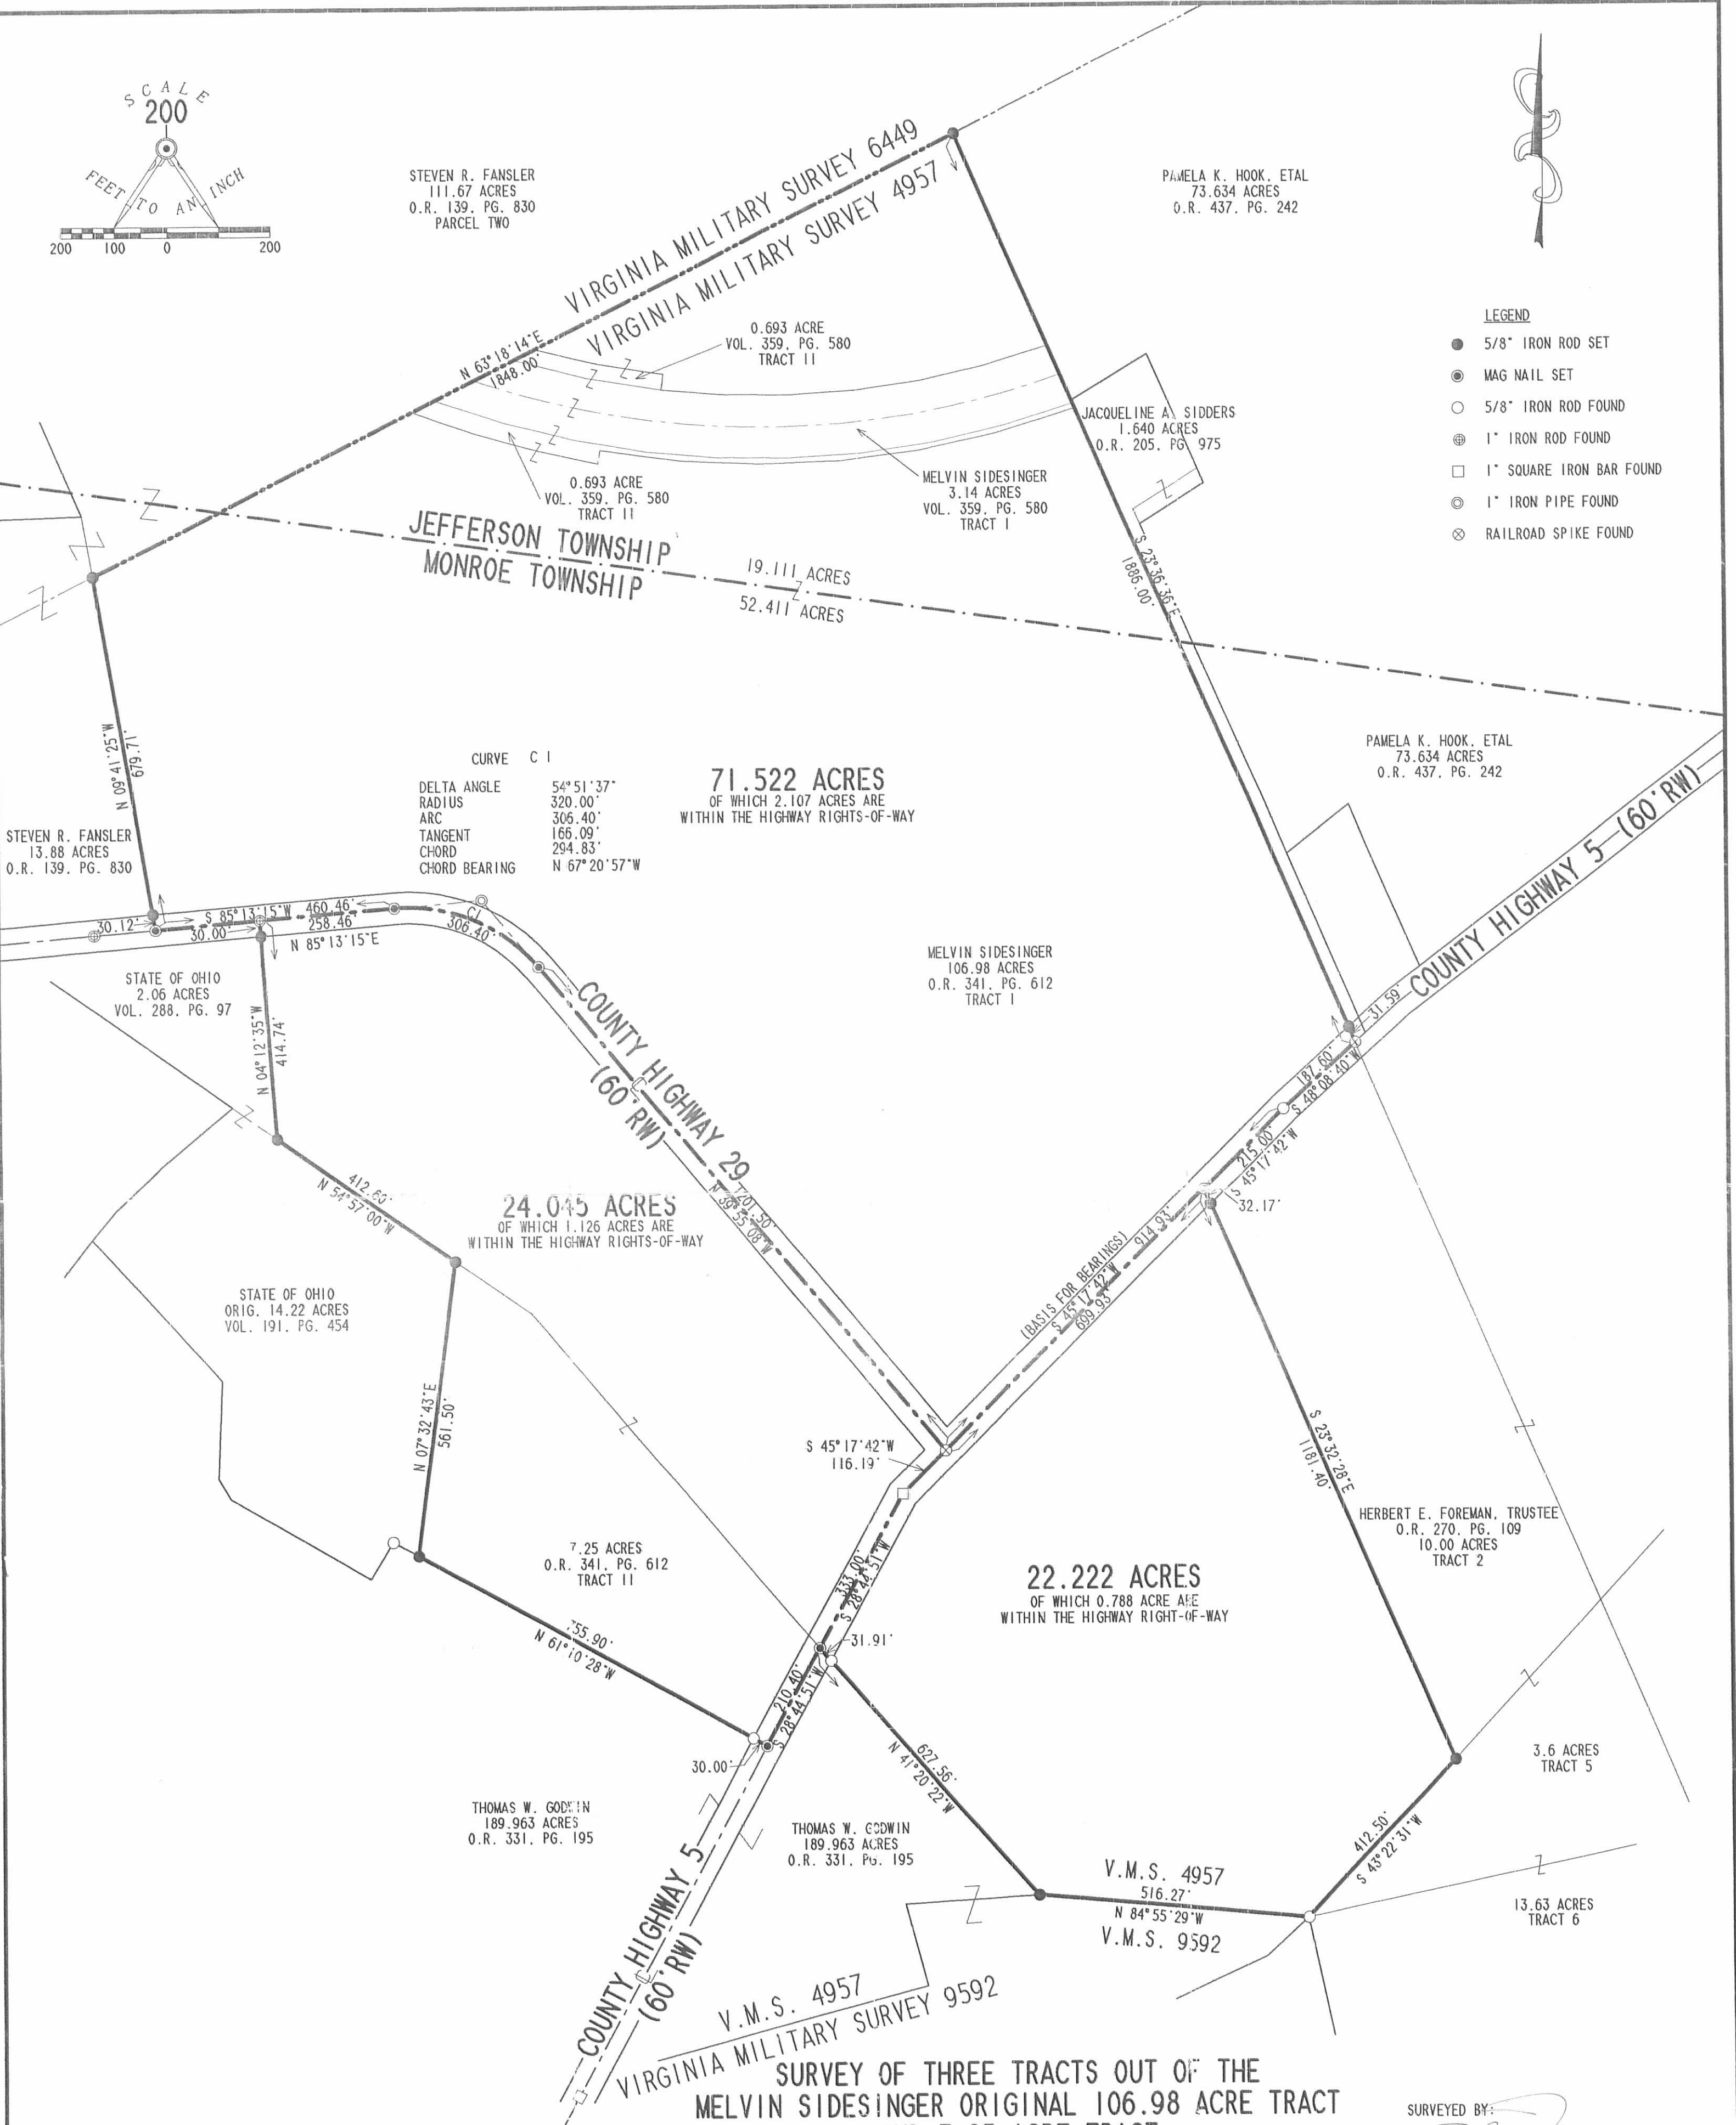 SCALE
200
FEET TO AN INCH
200 100 0 200
STEVEN R. FANSLER
111.67 ACRES
O.R. 139, PG. 830
PARCEL TWO
VIRGINIA MILITARY SURVEY 6449
VIRGINIA MILITARY SURVEY 4957
PAMELA K. HOOK, ETAL
73.634 ACRES
O.R. 437, PG. 242
LEGEND
5/8" IRON ROD SET
MAG NAIL SET
5/8" IRON ROD FOUND
1" IRON ROD FOUND
1" SQUARE IRON BAR FOUND
1" IRON PIPE FOUND
RAILROAD SPIKE FOUND
N 63°18'14"E
1848.00'
0.693 ACRE
VOL. 359, PG. 580
TRACT II
JACQUELINE A. SIDDERS
1.640 ACRES
O.R. 205, PG. 975
0.693 ACRE
VOL. 359, PG. 580
TRACT II
MELVIN SIDESINGER
3.14 ACRES
VOL. 359, PG. 580
TRACT I
JEFFERSON TOWNSHIP
MONROE TOWNSHIP
19.111 ACRES
52.411 ACRES
S 23°36'36"E
1886.00'
N 09°41'25"W
679.71'
CURVE C1
DELTA ANGLE 54°51'37"
RADIUS 320.00'
ARC 306.40'
TANGENT 166.09'
CHORD 294.83'
CHORD BEARING N 67°20'57"W
71.522 ACRES
OF WHICH 2.107 ACRES ARE
WITHIN THE HIGHWAY RIGHTS-OF-WAY
PAMELA K. HOOK, ETAL
73.634 ACRES
O.R. 437, PG. 242
STEVEN R. FANSLER
13.88 ACRES
O.R. 139, PG. 830
COUNTY HIGHWAY 5 (60'RW)
30.12'
S 85°13'15"W 460.46'
30.00' 258.46'
N 85°13'15"E
C1
306.40'
STATE OF OHIO
2.06 ACRES
VOL. 288, PG. 97
MELVIN SIDESINGER
106.98 ACRES
O.R. 341, PG. 612
TRACT I
31.59'
N 04°12'35"W
414.74'
COUNTY HIGHWAY 29
(60'RW)
187.60'
S 48°08'40"W
215.00'
S 45°17'42"W
32.17'
412.60'
N 54°57'00"W
24.045 ACRES
OF WHICH 1.126 ACRES ARE
WITHIN THE HIGHWAY RIGHTS-OF-WAY
1201.50'
N 39°55'08"W
(BASIS FOR BEARINGS)
914.93'
S 45°17'42"W
699.93'
STATE OF OHIO
ORIG. 14.22 ACRES
VOL. 191, PG. 454
N 07°32'43"E
561.50'
S 45°17'42"W
116.19'
S 23°32'28"E
1181.40'
HERBERT E. FOREMAN, TRUSTEE
O.R. 270, PG. 109
10.00 ACRES
TRACT 2
7.25 ACRES
O.R. 341, PG. 612
TRACT II
333.00'
S 28°44'51"W
22.222 ACRES
OF WHICH 0.788 ACRE ARE
WITHIN THE HIGHWAY RIGHT-OF-WAY
31.91'
N 61°10'28"W
210.40'
S 28°44'51"W
30.00'
627.56'
N 41°20'22"W
3.6 ACRES
TRACT 5
412.50'
S 43°22'31"W
THOMAS W. GODWIN
189.963 ACRES
O.R. 331, PG. 195
THOMAS W. GODWIN
189.963 ACRES
O.R. 331, PG. 195
V.M.S. 4957
516.27'
N 84°55'29"W
V.M.S. 9592
13.63 ACRES
TRACT 6
COUNTY HIGHWAY 5
(60'RW)
V.M.S. 4957
VIRGINIA MILITARY SURVEY 9592
SURVEY OF THREE TRACTS OUT OF THE
MELVIN SIDESINGER ORIGINAL 106.98 ACRE TRACT
SURVEYED BY: